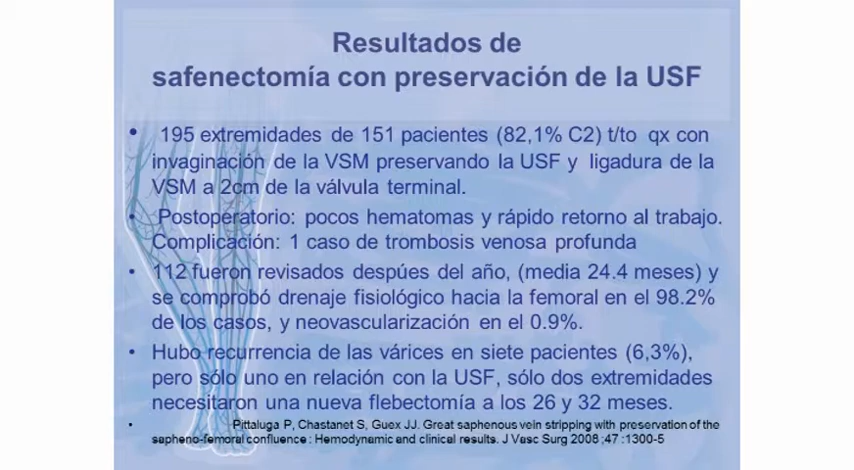 Resultados de
safenectomía con preservación de la USF
• 195 extremidades de 151 pacientes (82,1% C2) t/to qx con
invaginación de la VSM preservando la USF y ligadura de la
VSM a 2cm de la válvula terminal.
• Postoperatorio: pocos hematomas y rápido retorno al trabajo.
Complicación: 1 caso de trombosis venosa profunda
• 112 fueron revisados despúes del año, (media 24.4 meses) y
se comprobó drenaje fisiológico hacia la femoral en el 98.2%
de los casos, y neovascularización en el 0.9%.
• Hubo recurrencia de las várices en siete pacientes (6,3%),
pero sólo uno en relación con la USF, sólo dos extremidades
necesitaron una nueva flebectomía a los 26 y 32 meses.
• Pittaluga P, Chastanet S, Guex JJ. Great saphenous vein stripping with preservation of the
sapheno-femoral confluence : Hemodynamic and clinical results. J Vasc Surg 2008 ;47 :1300-5